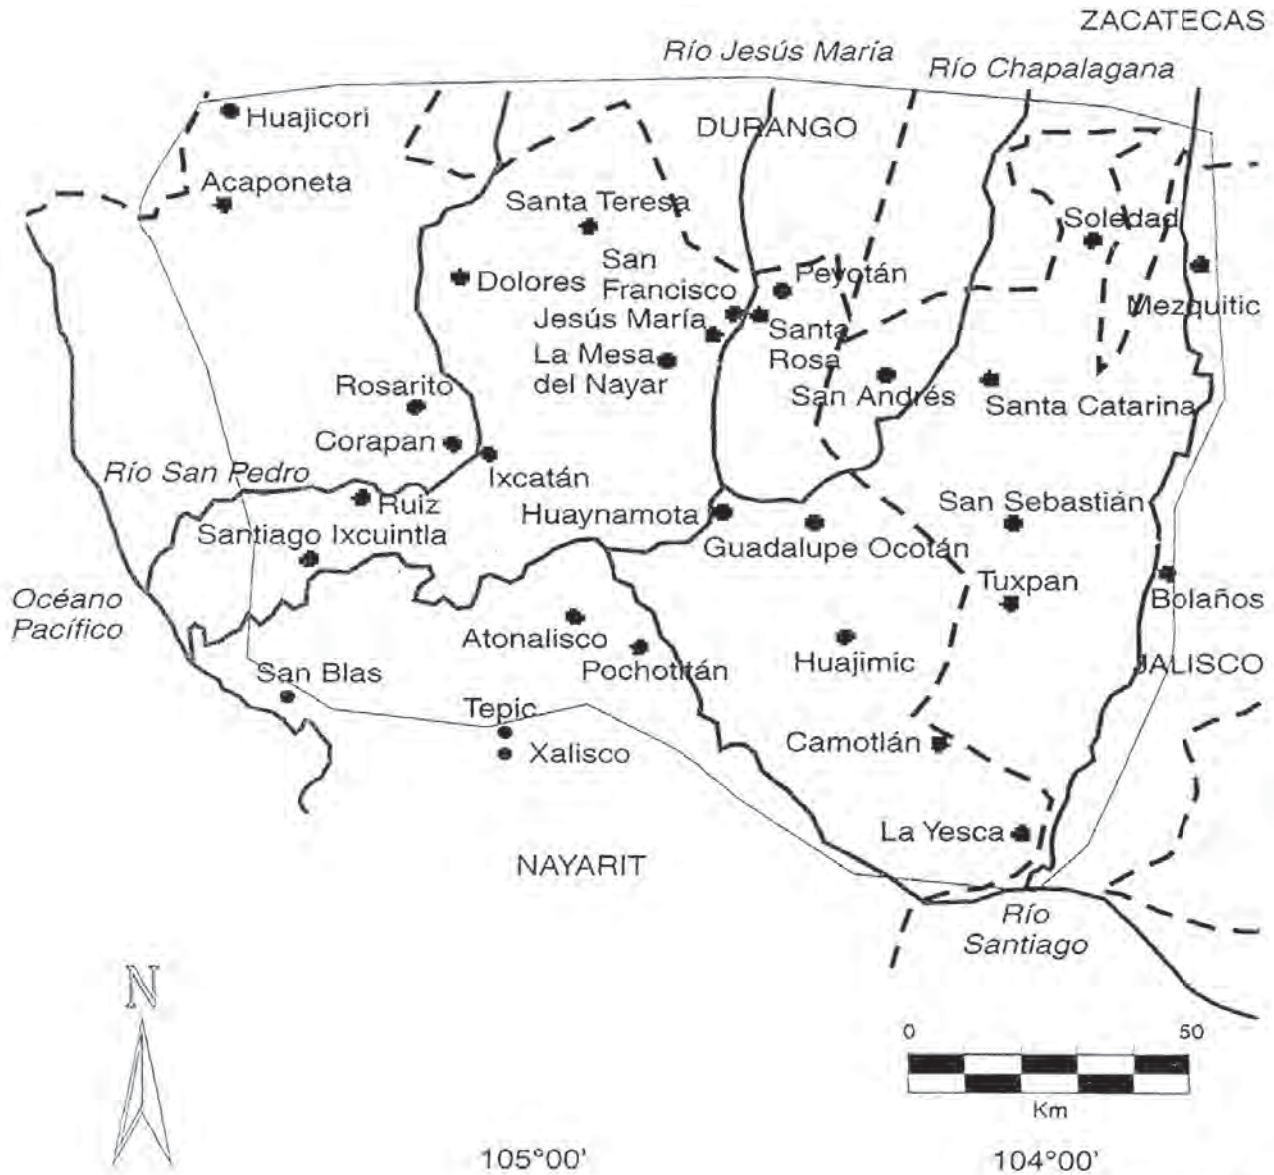 ZACATECAS
Río Jesús María
Río Chapalagana
Huajicori
DURANGO
Acaponeta
Santa Teresa
Soledad
San
Francisco
Peyotán
Dolores
Mezquitic
Jesús María
Santa
Rosa
La Mesa
del Nayar
Rosarito
San Andrés
Santa Catarina
Corapan
Río San Pedro
Ixcatán
Ruiz
San Sebastián
Huaynamota
Santiago Ixcuintla
Guadalupe Ocotán
Tuxpan
Océano
Pacífico
Bolaños
Atonalisco
Pochotitán
Huajimic
JALISCO
San Blas
Tepic
Camotlán
Xalisco
La Yesca
NAYARIT
Río
Santiago
N
0 50
Km
105°00'
104°00'